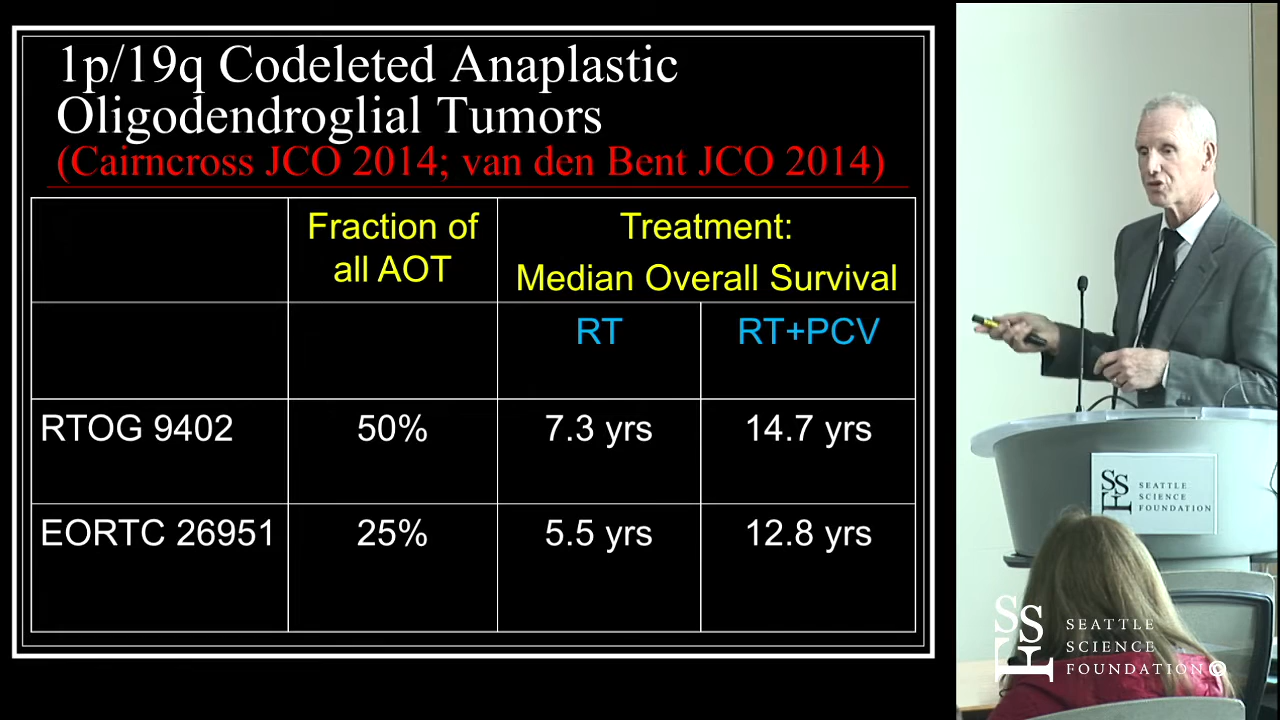 1p/19q Codeleted Anaplastic
Oligodendroglial Tumors
(Cairncross JCO 2014; van den Bent JCO 2014)
Fraction of
all AOT
Treatment:
Median Overall Survival
RT
RT+PCV
RTOG 9402
50%
7.3 yrs
14.7 yrs
EORTC 26951
25%
5.5 yrs
12.8 yrs
SSF
SEATTLE
SCIENCE
FOUNDATION
SSF
SEATTLE
SCIENCE
FOUNDATION©